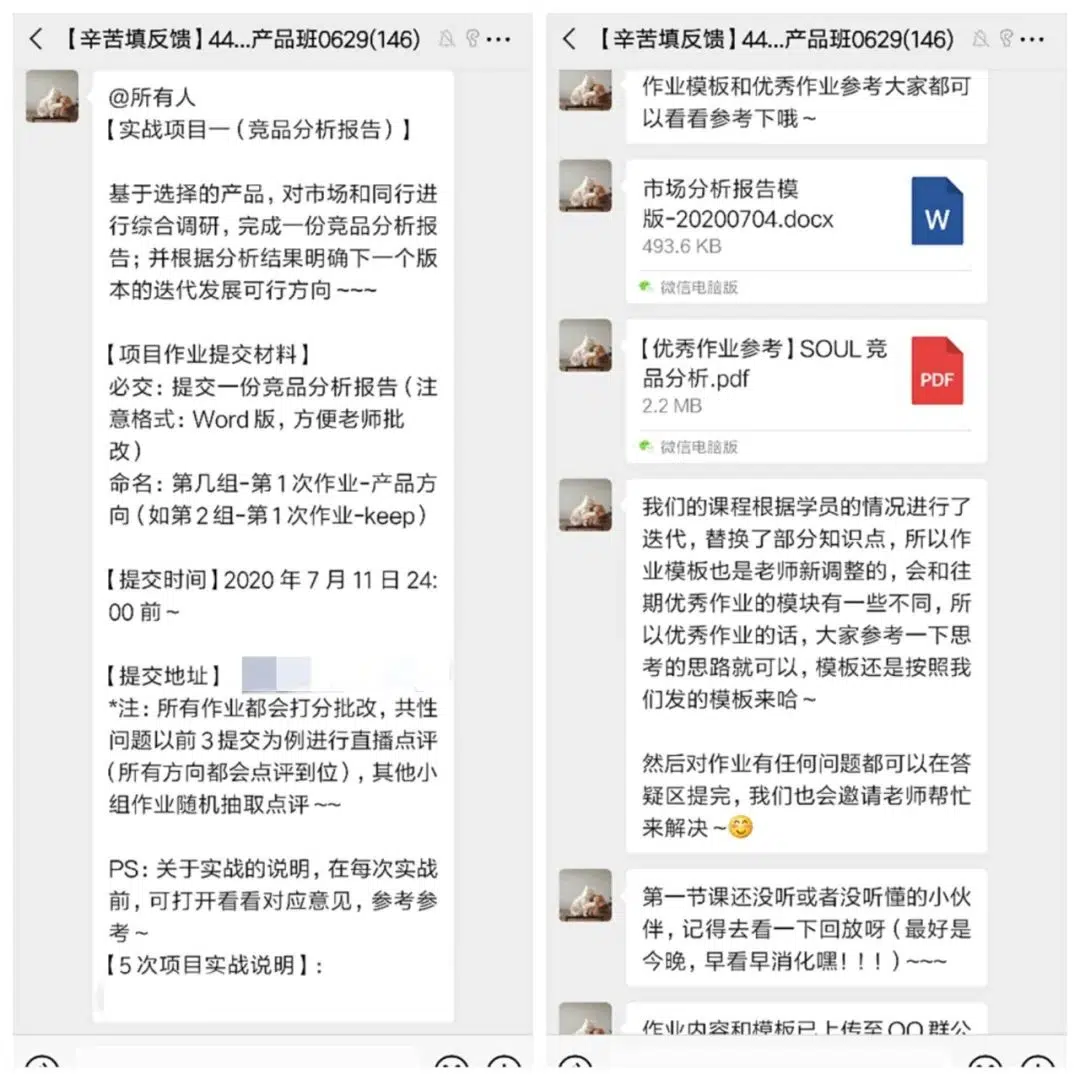 【辛苦填反馈】44...产品班0629(146)
@所有人
【实战项目一（竞品分析报告）】
基于选择的产品，对市场和同行进
行综合调研，完成一份竞品分析报
告；并根据分析结果明确下一个版
本的迭代发展可行方向~~~
【项目作业提交材料】
必交：提交一份竞品分析报告（注
意格式：Word版，方便老师批
改）
命名：第几组-第1次作业-产品方
向（如第2组-第1次作业-keep）
【提交时间】2020年7月11日24:
00前~
【提交地址】
*注：所有作业都会打分批改，共性
问题以前3提交为例进行直播点评
（所有方向都会点评到位），其他小
组作业随机抽取点评~~
PS：关于实战的说明，在每次实战
前，可打开看看对应意见，参考参
考~
【5次项目实战说明】：
【辛苦填反馈】44...产品班0629(146)
作业模板和优秀作业参考大家都可
以看看参考下哦~
市场分析报告模
版-20200704.docx
W
493.6 KB
微信电脑版
【优秀作业参考】SOUL竞
品分析.pdf
PDF
2.2 MB
微信电脑版
我们的课程根据学员的情况进行了
迭代，替换了部分知识点，所以作
业模板也是老师新调整的，会和往
期优秀作业的模块有一些不同，所
以优秀作业的话，大家参考一下思
考的思路就可以，模板还是按照我
们发的模板来哈~
然后对作业有任何问题都可以在答
疑区提完，我们也会邀请老师帮忙
来解决~😊
第一节课还没听或者没听懂的小伙
伴，记得去看一下回放呀（最好是
今晚，早看早消化嘿！！！）~~~
作业内容和模板已上传至QQ群公